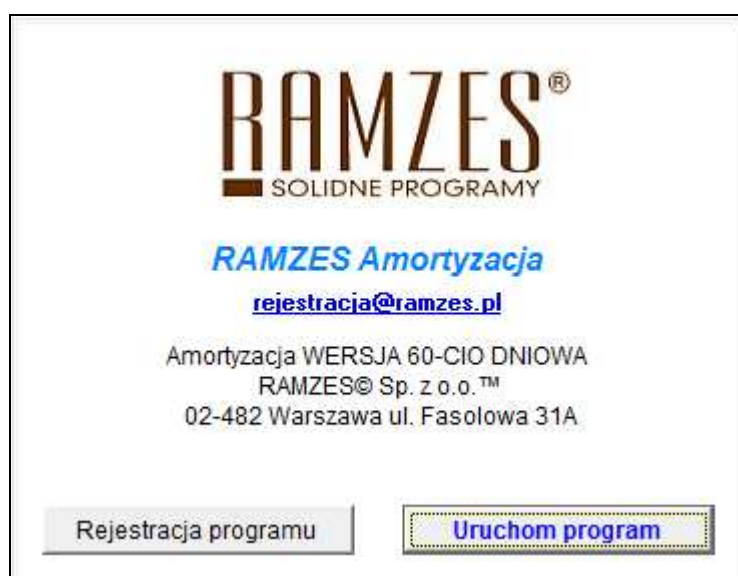 RAMZES®
SOLIDNE PROGRAMY
RAMZES Amortyzacja
rejestracja@ramzes.pl
Amortyzacja WERSJA 60-CIO DNIOWA
RAMZES© Sp. z o.o.™
02-482 Warszawa ul. Fasolowa 31A
Rejestracja programu
Uruchom program